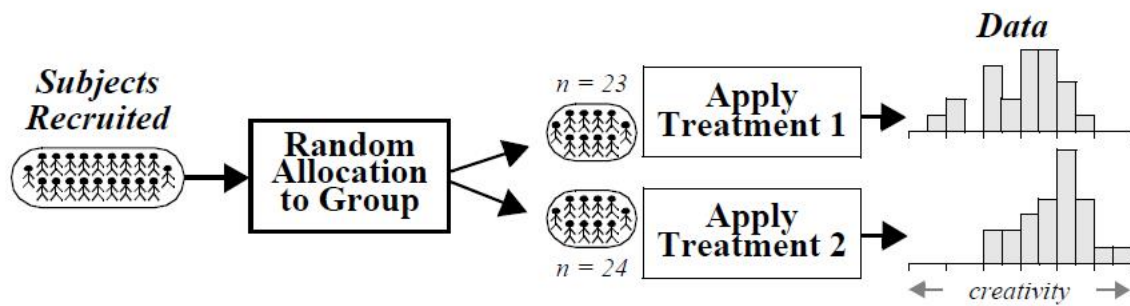 Subjects
Recruited
Random
Allocation
to Group
n = 23
Apply
Treatment 1
Apply
Treatment 2
n = 24
Data
creativity